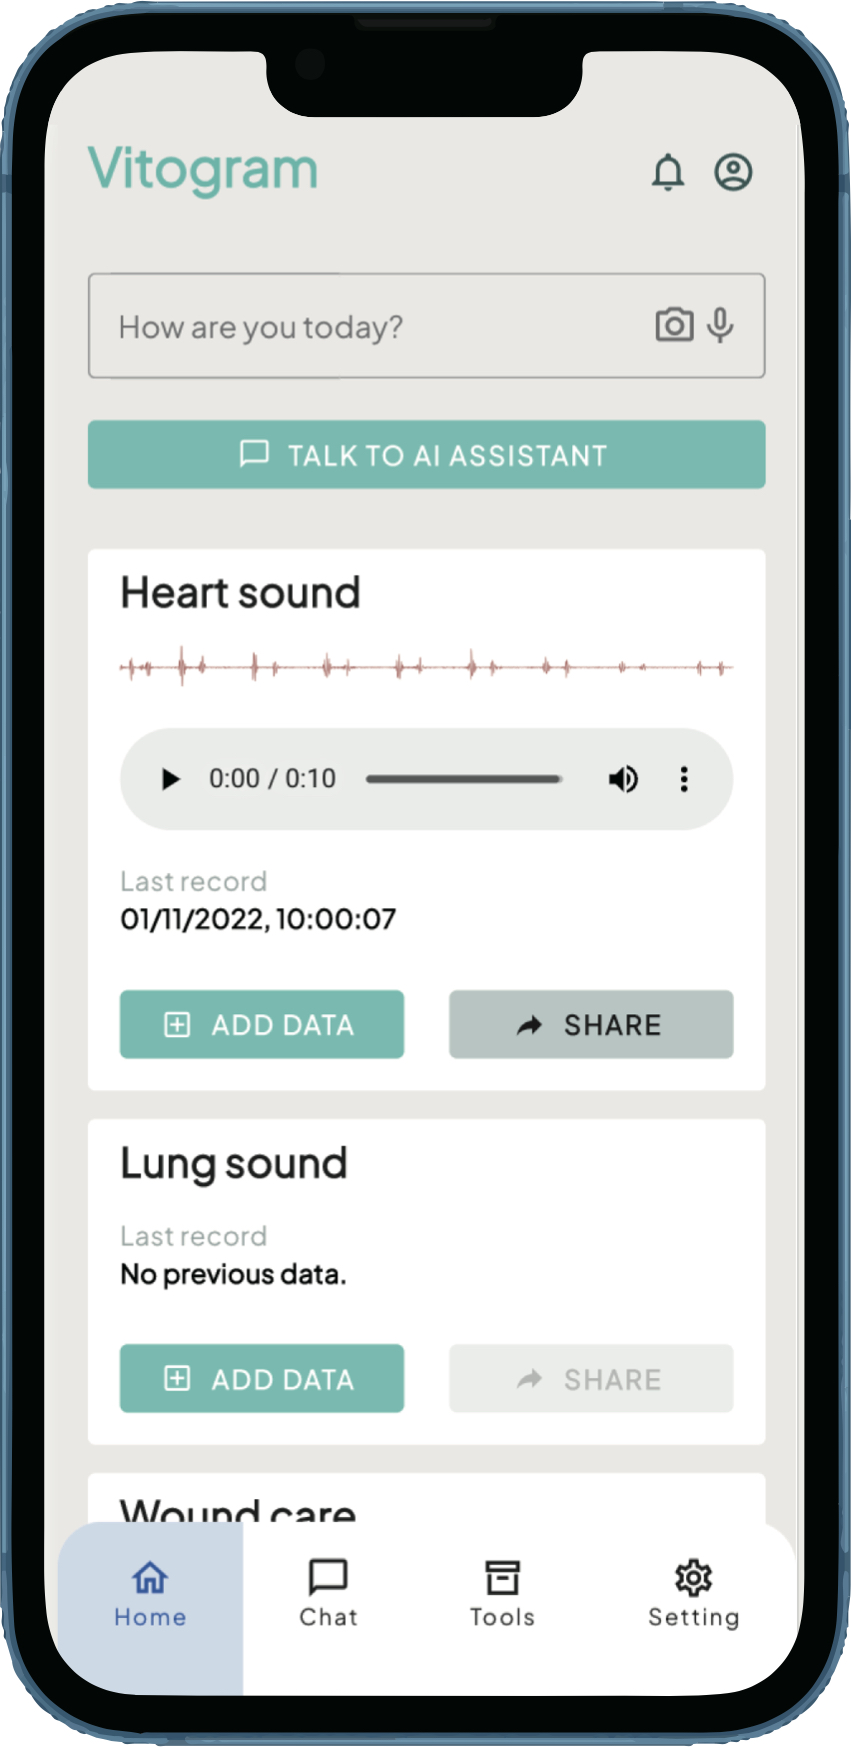 Vitogram
How are you today?
TALK TO AI ASSISTANT
Heart sound
0:00 / 0:10
Last record
01/11/2022, 10:00:07
ADD DATA
SHARE
Lung sound
Last record
No previous data.
ADD DATA
SHARE
Wound care
Home
Chat
Tools
Setting